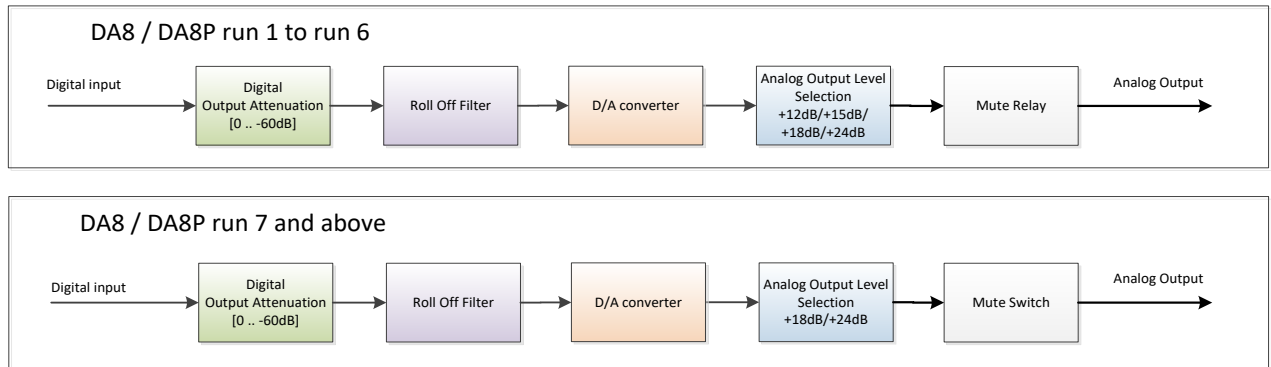 DA8 / DA8P run 1 to run 6
Digital input
Digital
Output Attenuation
[0 .. -60dB]
Roll Off Filter
D/A converter
Analog Output Level
Selection
+12dB/+15dB/
+18dB/+24dB
Mute Relay
Analog Output
DA8 / DA8P run 7 and above
Digital input
Digital
Output Attenuation
[0 .. -60dB]
Roll Off Filter
D/A converter
Analog Output Level
Selection
+18dB/+24dB
Mute Switch
Analog Output